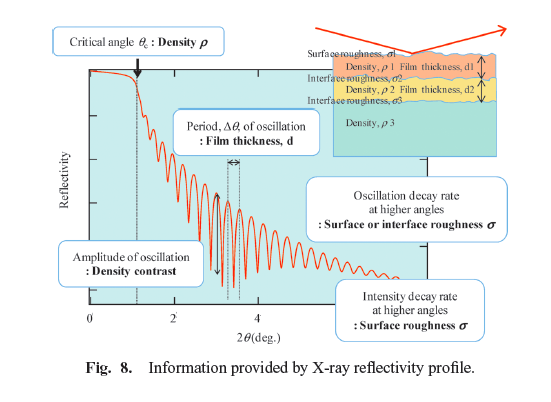 Critical angle θc : Density ρ
Surface roughness, σ1
Density, ρ 1 Film thickness, d1
Interface roughness, σ2
Density, ρ 2 Film thickness, d2
Interface roughness, σ3
Density, ρ 3
Period, Δθ, of oscillation
: Film thickness, d
Reflectivity
Oscillation decay rate
at higher angles
: Surface or interface roughness σ
Amplitude of oscillation
: Density contrast
Intensity decay rate
at higher angles
: Surface roughness σ
0 2 4
2θ(deg.)
Fig. 8. Information provided by X-ray reflectivity profile.